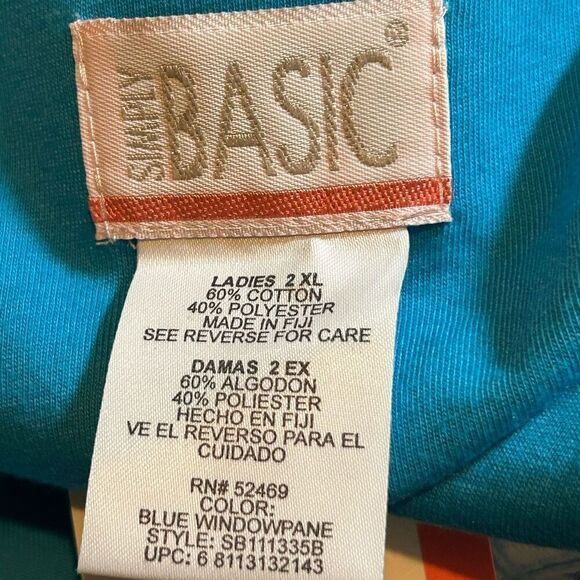 SIMPLY
BASIC®
LADIES 2 XL
60% COTTON
40% POLYESTER
MADE IN FIJI
SEE REVERSE FOR CARE
DAMAS 2 EX
60% ALGODON
40% POLIESTER
HECHO EN FIJI
VE EL REVERSO PARA EL
CUIDADO
RN# 52469
COLOR:
BLUE WINDOWPANE
STYLE: SB111335B
UPC: 6 8113132143